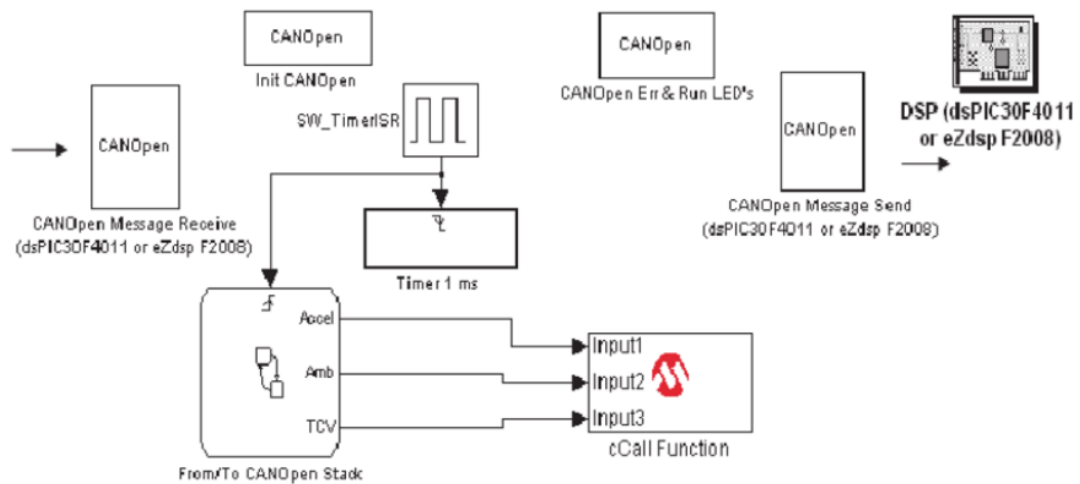 CANOpen
Init CANOpen
CANOpen
CANOpen Err & Run LED's
DSP (dsPIC30F4011
or eZdsp F2008)
SW_TimerISR
CANOpen
CANOpen Message Receive
(dsPIC30F4011 or eZdsp F2008)
CANOpen
CANOpen Message Send
(dsPIC30F4011 or eZdsp F2008)
Timer 1 ms
Accel
Amb
TCV
From/To CANOpen Stack
Input1
Input2
Input3
cCall Function